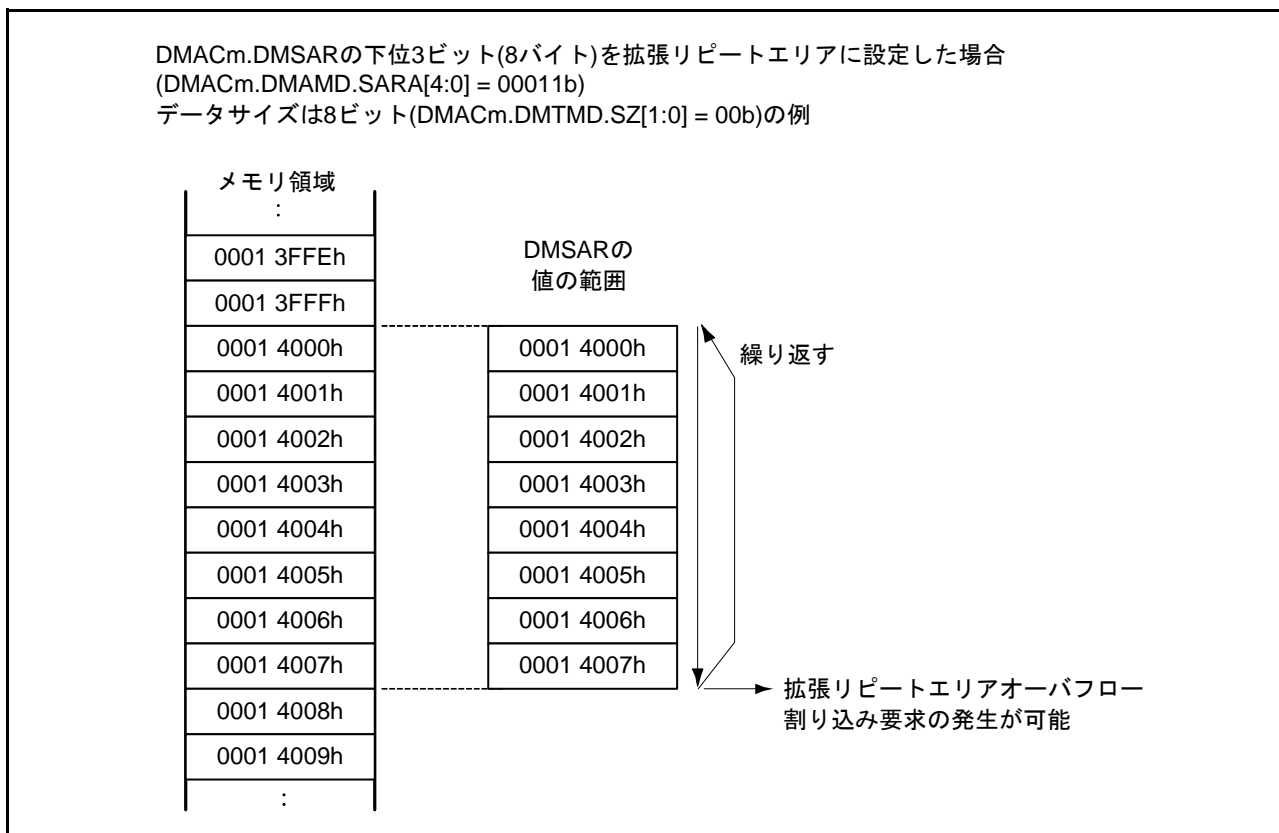 DMACm.DMSARの下位3ビット(8バイト)を拡張リピートエリアに設定した場合
(DMACm.DMAMD.SARA[4:0] = 00011b)
データサイズは8ビット(DMACm.DMTMD.SZ[1:0] = 00b)の例
メモリ領域
:
0001 3FFEh
0001 3FFFh
0001 4000h
0001 4001h
0001 4002h
0001 4003h
0001 4004h
0001 4005h
0001 4006h
0001 4007h
0001 4008h
0001 4009h
:
DMSARの
値の範囲
0001 4000h
0001 4001h
0001 4002h
0001 4003h
0001 4004h
0001 4005h
0001 4006h
0001 4007h
繰り返す
拡張リピートエリアオーバフロー
割り込み要求の発生が可能